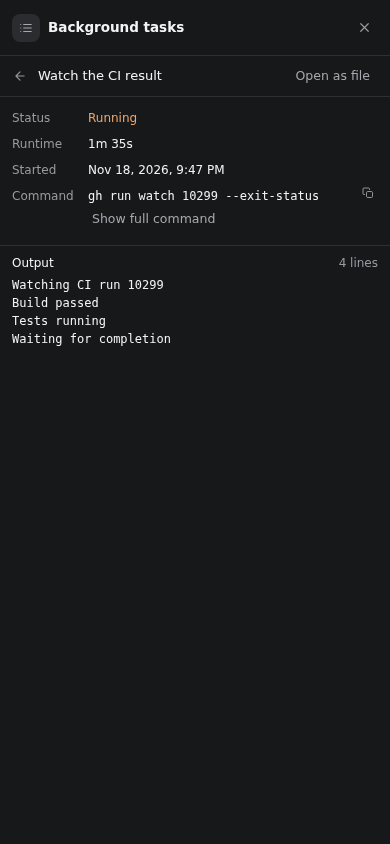 Background tasks
Watch the CI result
Open as file
Status Running
Runtime 1m 35s
Started Nov 18, 2026, 9:47 PM
Command gh run watch 10299 --exit-status
Show full command
Output 4 lines
Watching CI run 10299
Build passed
Tests running
Waiting for completion